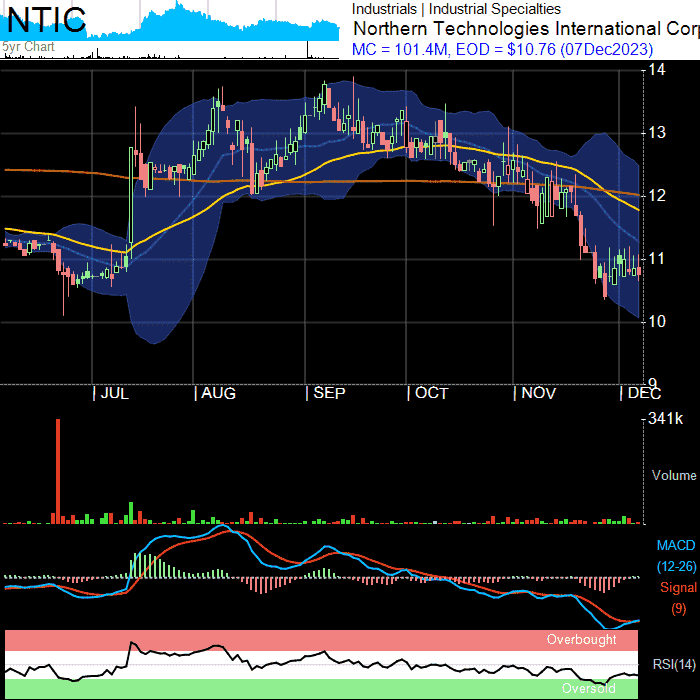 NTIC
5yr Chart
Industrials | Industrial Specialties
Northern Technologies International Corp
MC = 101.4M, EOD = $10.76 (07Dec2023)
14
13
12
11
10
9
JUL
AUG
SEP
OCT
NOV
DEC
341k
Volume
MACD
(12-26)
Signal
(9)
Overbought
RSI(14)
Oversold